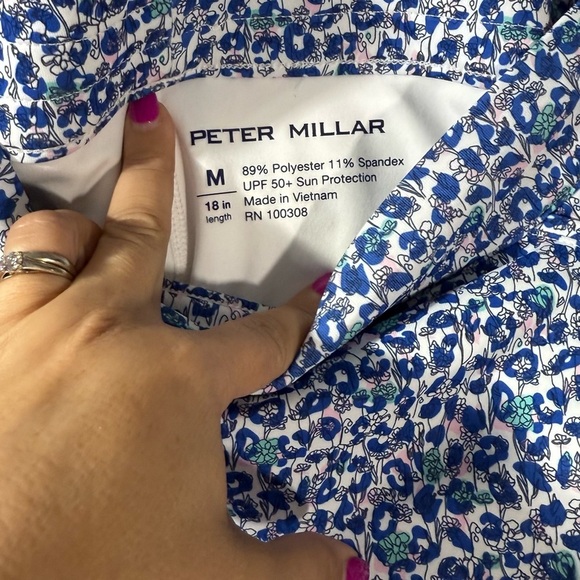 PETER MILLAR
M
18 in
length
89% Polyester 11% Spandex
UPF 50+ Sun Protection
Made in Vietnam
RN 100308